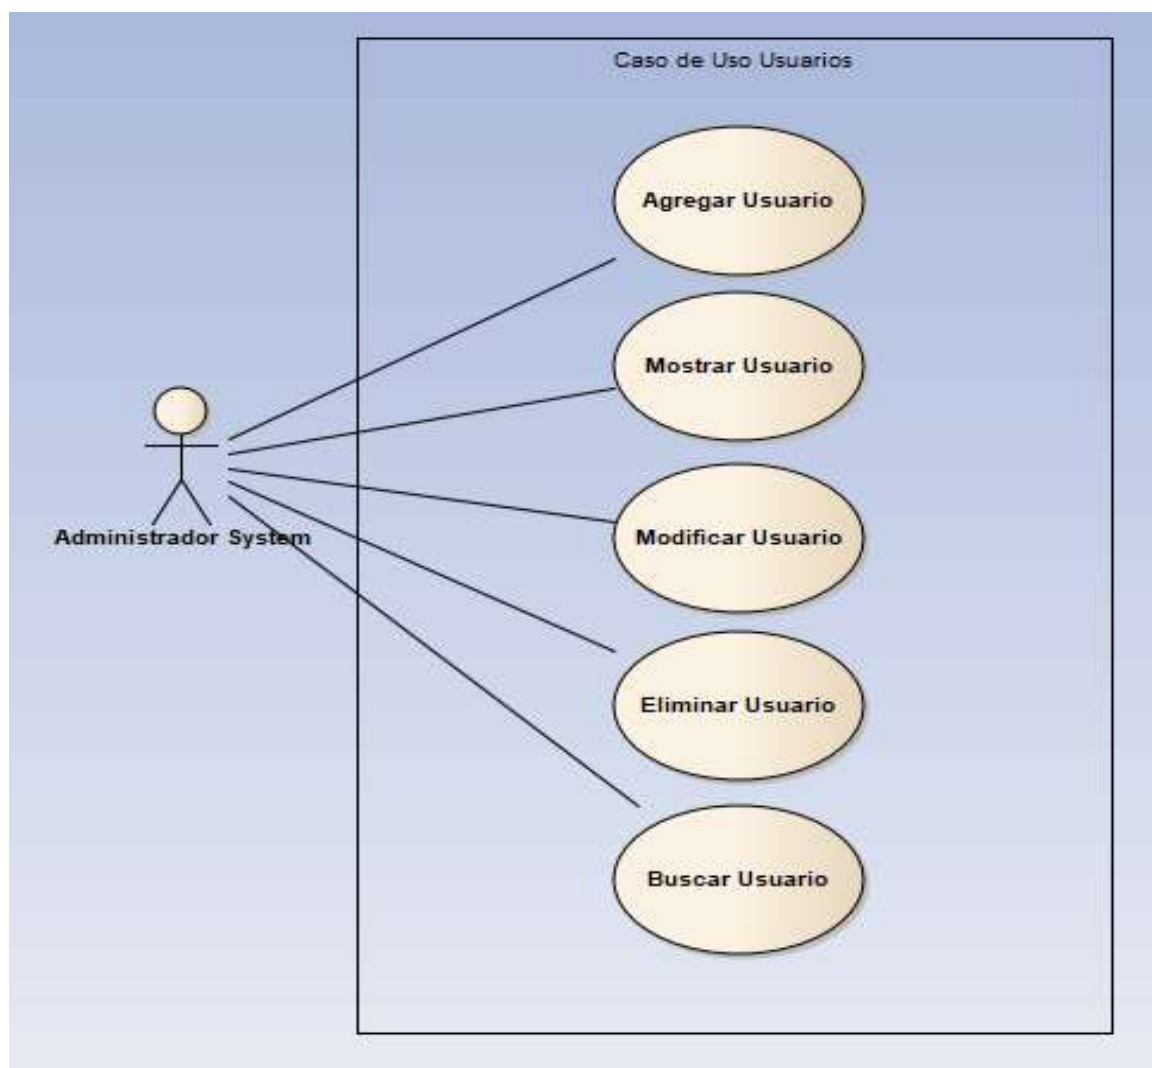 Caso de Uso Usuarios
Agregar Usuario
Mostrar Usuario
Modificar Usuario
Administrador System
Eliminar Usuario
Buscar Usuario